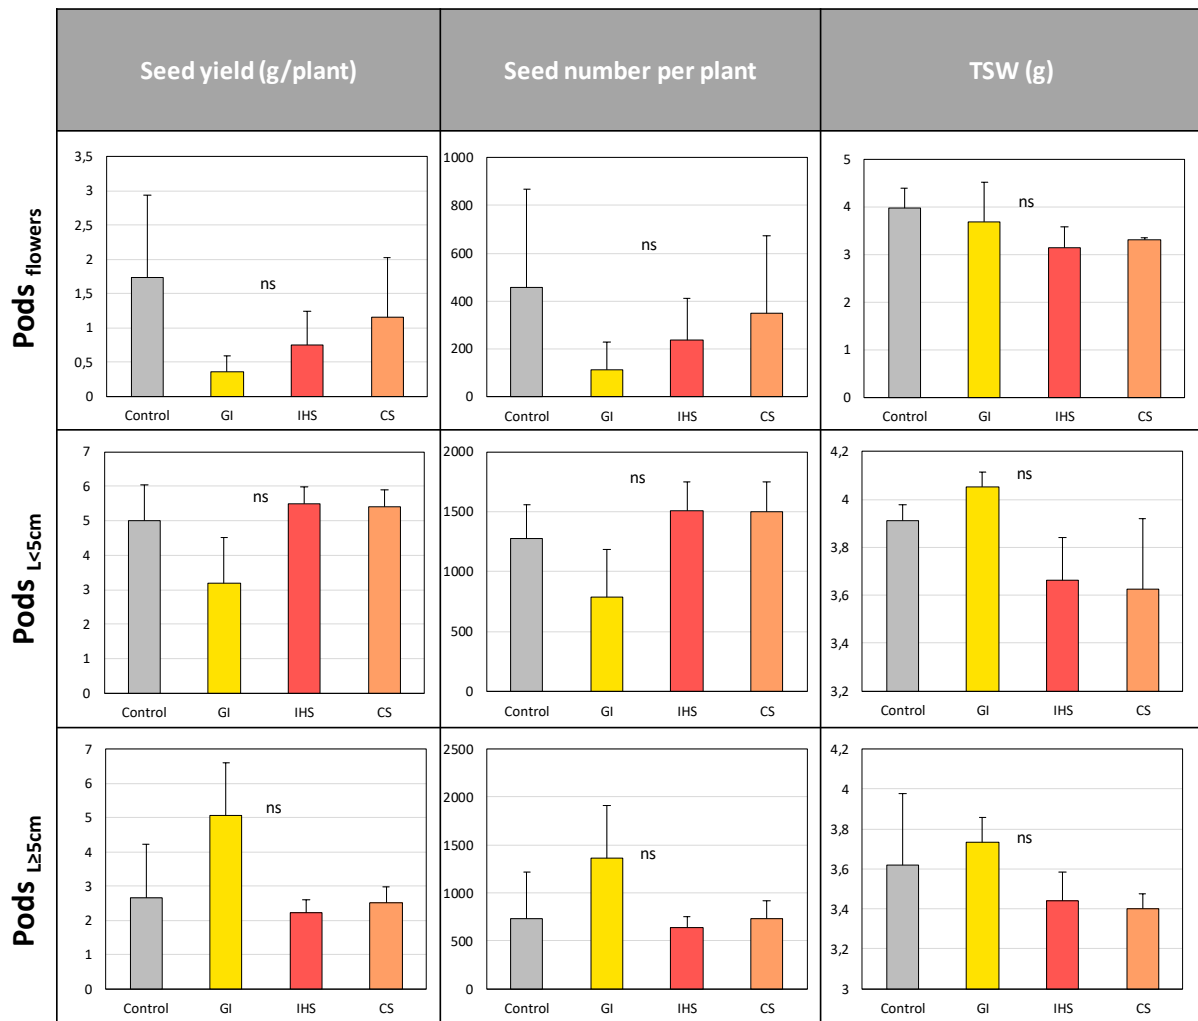 Seed yield (g/plant) Seed number per plant TSW (g)
Pods flowers
3,5
3
2,5
2
1,5
1
0,5
0
ns
Control GI IHS CS
1000
800
600
400
200
0
ns
Control GI IHS CS
5
4
3
2
1
0
ns
Control GI IHS CS
Pods L<5cm
7
6
5
4
3
2
1
0
ns
Control GI IHS CS
2000
1500
1000
500
0
ns
Control GI IHS CS
4,2
4
3,8
3,6
3,4
3,2
ns
Control GI IHS CS
Pods L≥5cm
7
6
5
4
3
2
1
0
ns
Control GI IHS CS
2500
2000
1500
1000
500
0
ns
Control GI IHS CS
4,2
4
3,8
3,6
3,4
3,2
3
ns
Control GI IHS CS